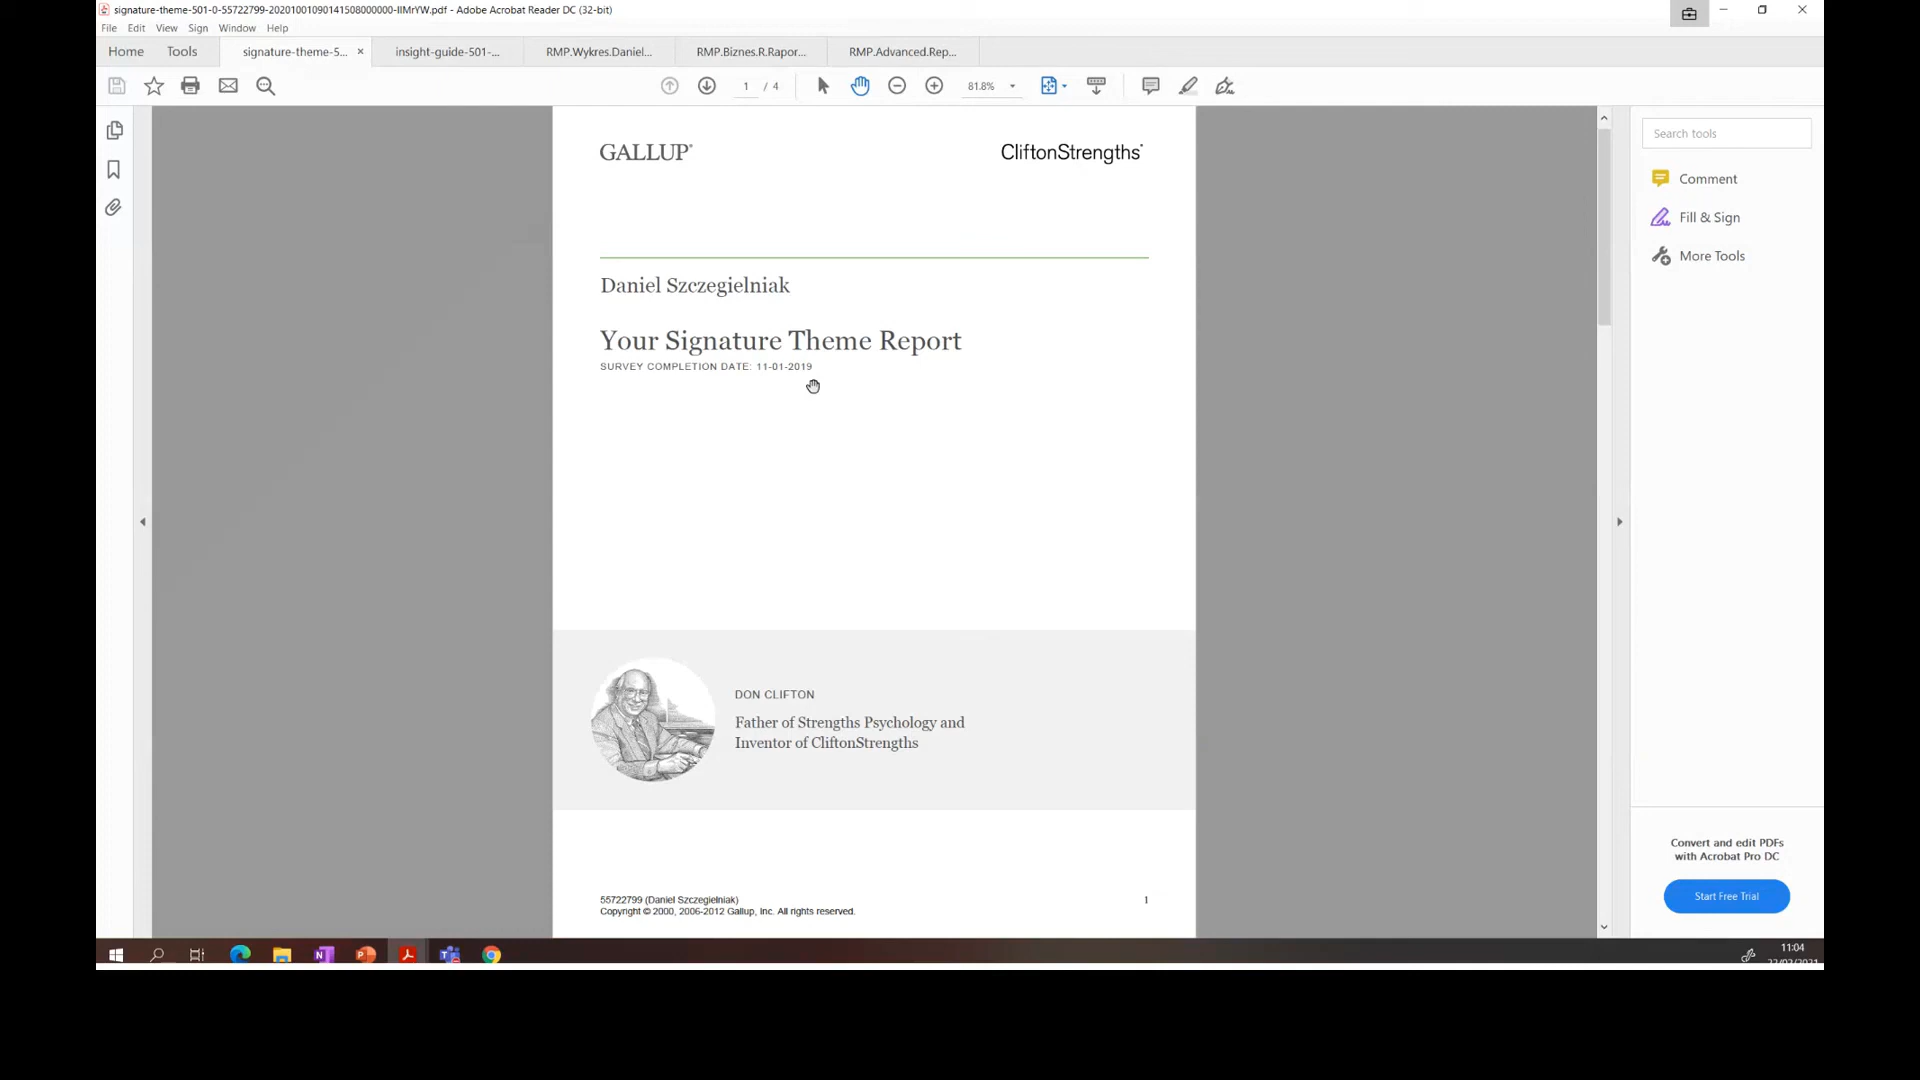 signature-theme-501-0-55722799-20201001090141508000000-IIMrYW.pdf - Adobe Acrobat Reader DC (32-bit)
File Edit View Sign Window Help
Home Tools signature-theme-5... × insight-guide-501-... RMP.Wykres.Daniel... RMP.Biznes.R.Rapor... RMP.Advanced.Rep...
1 / 4 81.8%
Search tools
Comment
Fill & Sign
More Tools
GALLUP® CliftonStrengths®
Daniel Szczegielniak
Your Signature Theme Report
SURVEY COMPLETION DATE: 11-01-2019
DON CLIFTON
Father of Strengths Psychology and
Inventor of CliftonStrengths
55722799 (Daniel Szczegielniak) 1
Copyright © 2000, 2006-2012 Gallup, Inc. All rights reserved.
Convert and edit PDFs
with Acrobat Pro DC
Start Free Trial
11:04